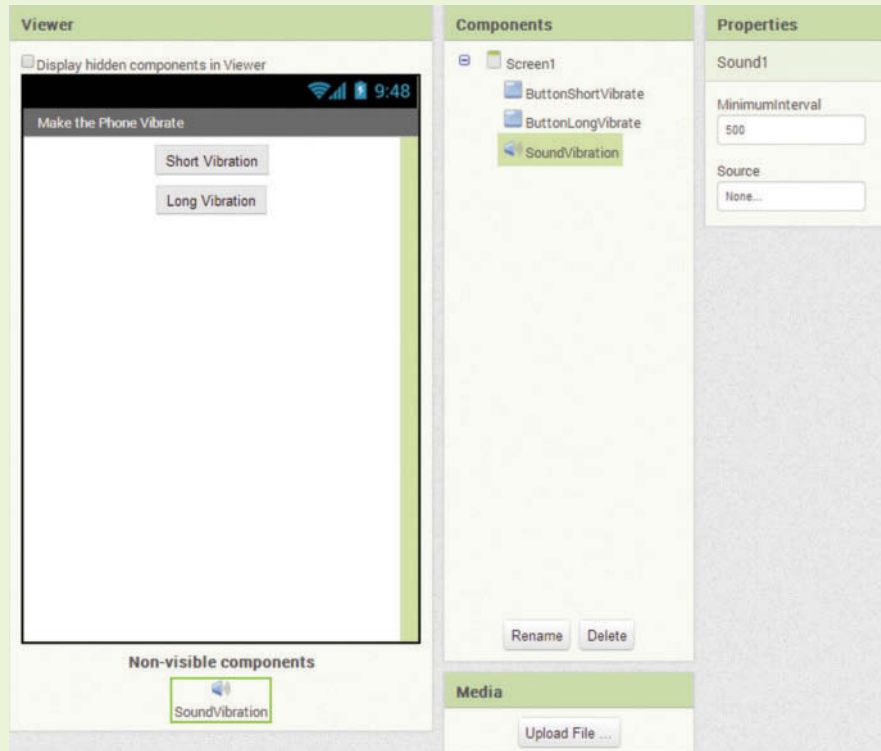 Viewer
Display hidden components in Viewer
9:48
Make the Phone Vibrate
Short Vibration
Long Vibration
Non-visible components
SoundVibration
Components
Screen1
ButtonShortVibrate
ButtonLongVibrate
SoundVibration
Rename Delete
Media
Upload File ...
Properties
Sound1
MinimumInterval
500
Source
None...